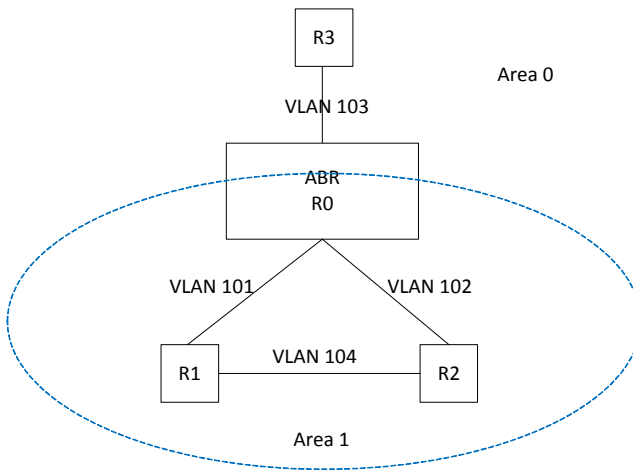 R3
Area 0
VLAN 103
ABR
R0
VLAN 101
VLAN 102
VLAN 104
R1
R2
Area 1